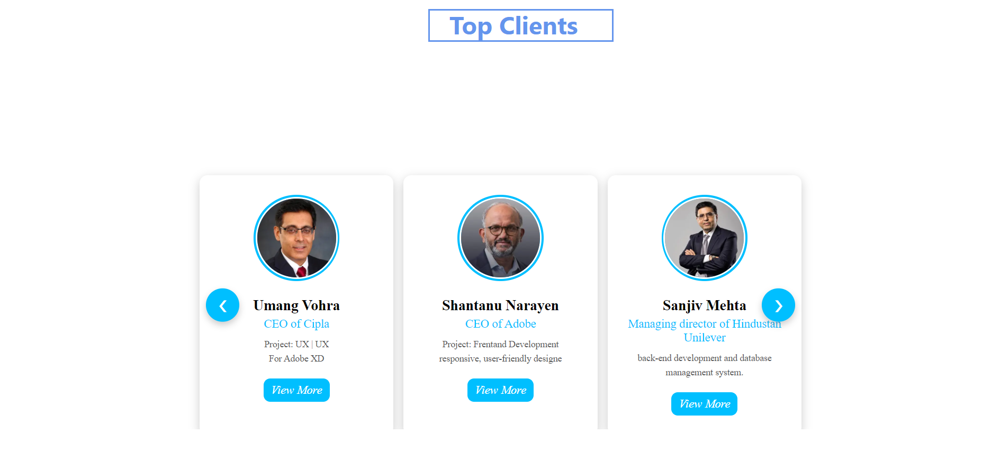 Top Clients
Umang Vohra
CEO of Cipla
Project: UX | UX
For Adobe XD
View More
Shantanu Narayen
CEO of Adobe
Project: Frentand Development
responsive, user-friendly designe
View More
Sanjiv Mehta
Managing director of Hindustan
Unilever
back-end development and database
management system.
View More